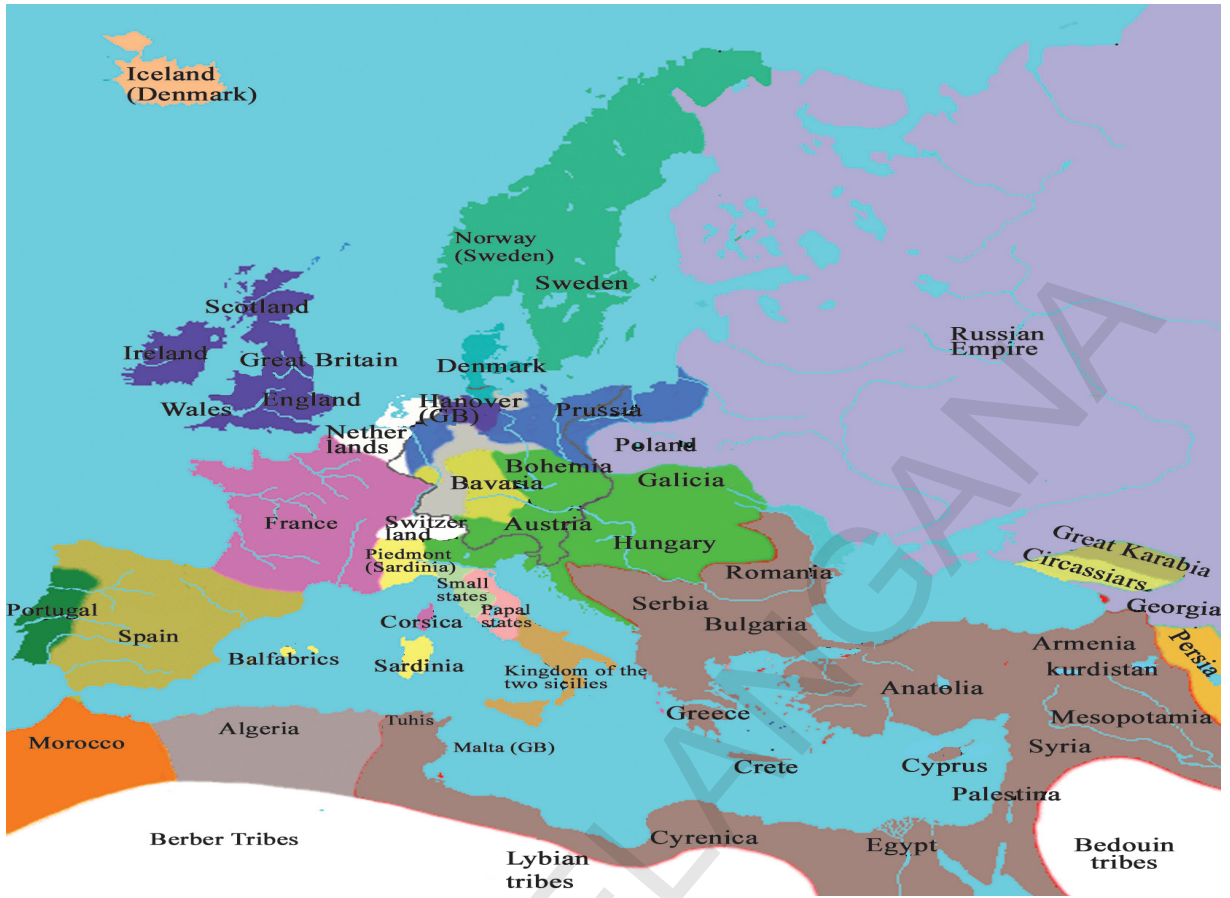 Iceland
(Denmark)
Norway
(Sweden)
Sweden
Scotland
Ireland
Great Britain
Wales
England
Denmark
Hanover
(GB)
Prussia
Russian
Empire
Nether
lands
Poland
Bohemia
Bavaria
Galicia
France
Switzer
land
Austria
Hungary
Piedmont
(Sardinia)
Small
states
Papal
states
Romania
Serbia
Bulgaria
Great Karabia
Circassiars
Georgia
Persia
Armenia
kurdistan
Portugal
Spain
Corsica
Balfabrics
Sardinia
Kingdom of the
two sicilies
Anatolia
Mesopotamia
Greece
Syria
Morocco
Algeria
Tuhis
Malta (GB)
Crete
Cyprus
Palestina
Berber Tribes
Lybian
tribes
Cyrenica
Egypt
Bedouin
tribes
TELANGANA